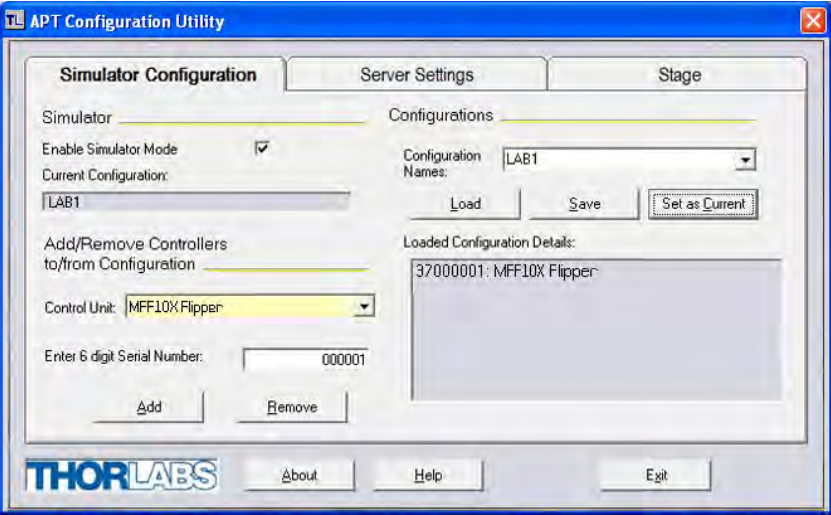 TL APT Configuration Utility
Simulator Configuration
Server Settings
Stage
Simulator
Enable Simulator Mode
Current Configuration:
LAB1
Add/Remove Controllers
to/from Configuration
Control Unit:
MFF10X Flipper
Enter 6 digit Serial Number:
000001
Add
Remove
Configurations
Configuration
Names:
LAB1
Load
Save
Set as Current
Loaded Configuration Details:
37000001: MFF10X Flipper
THORLABS
About
Help
Exit